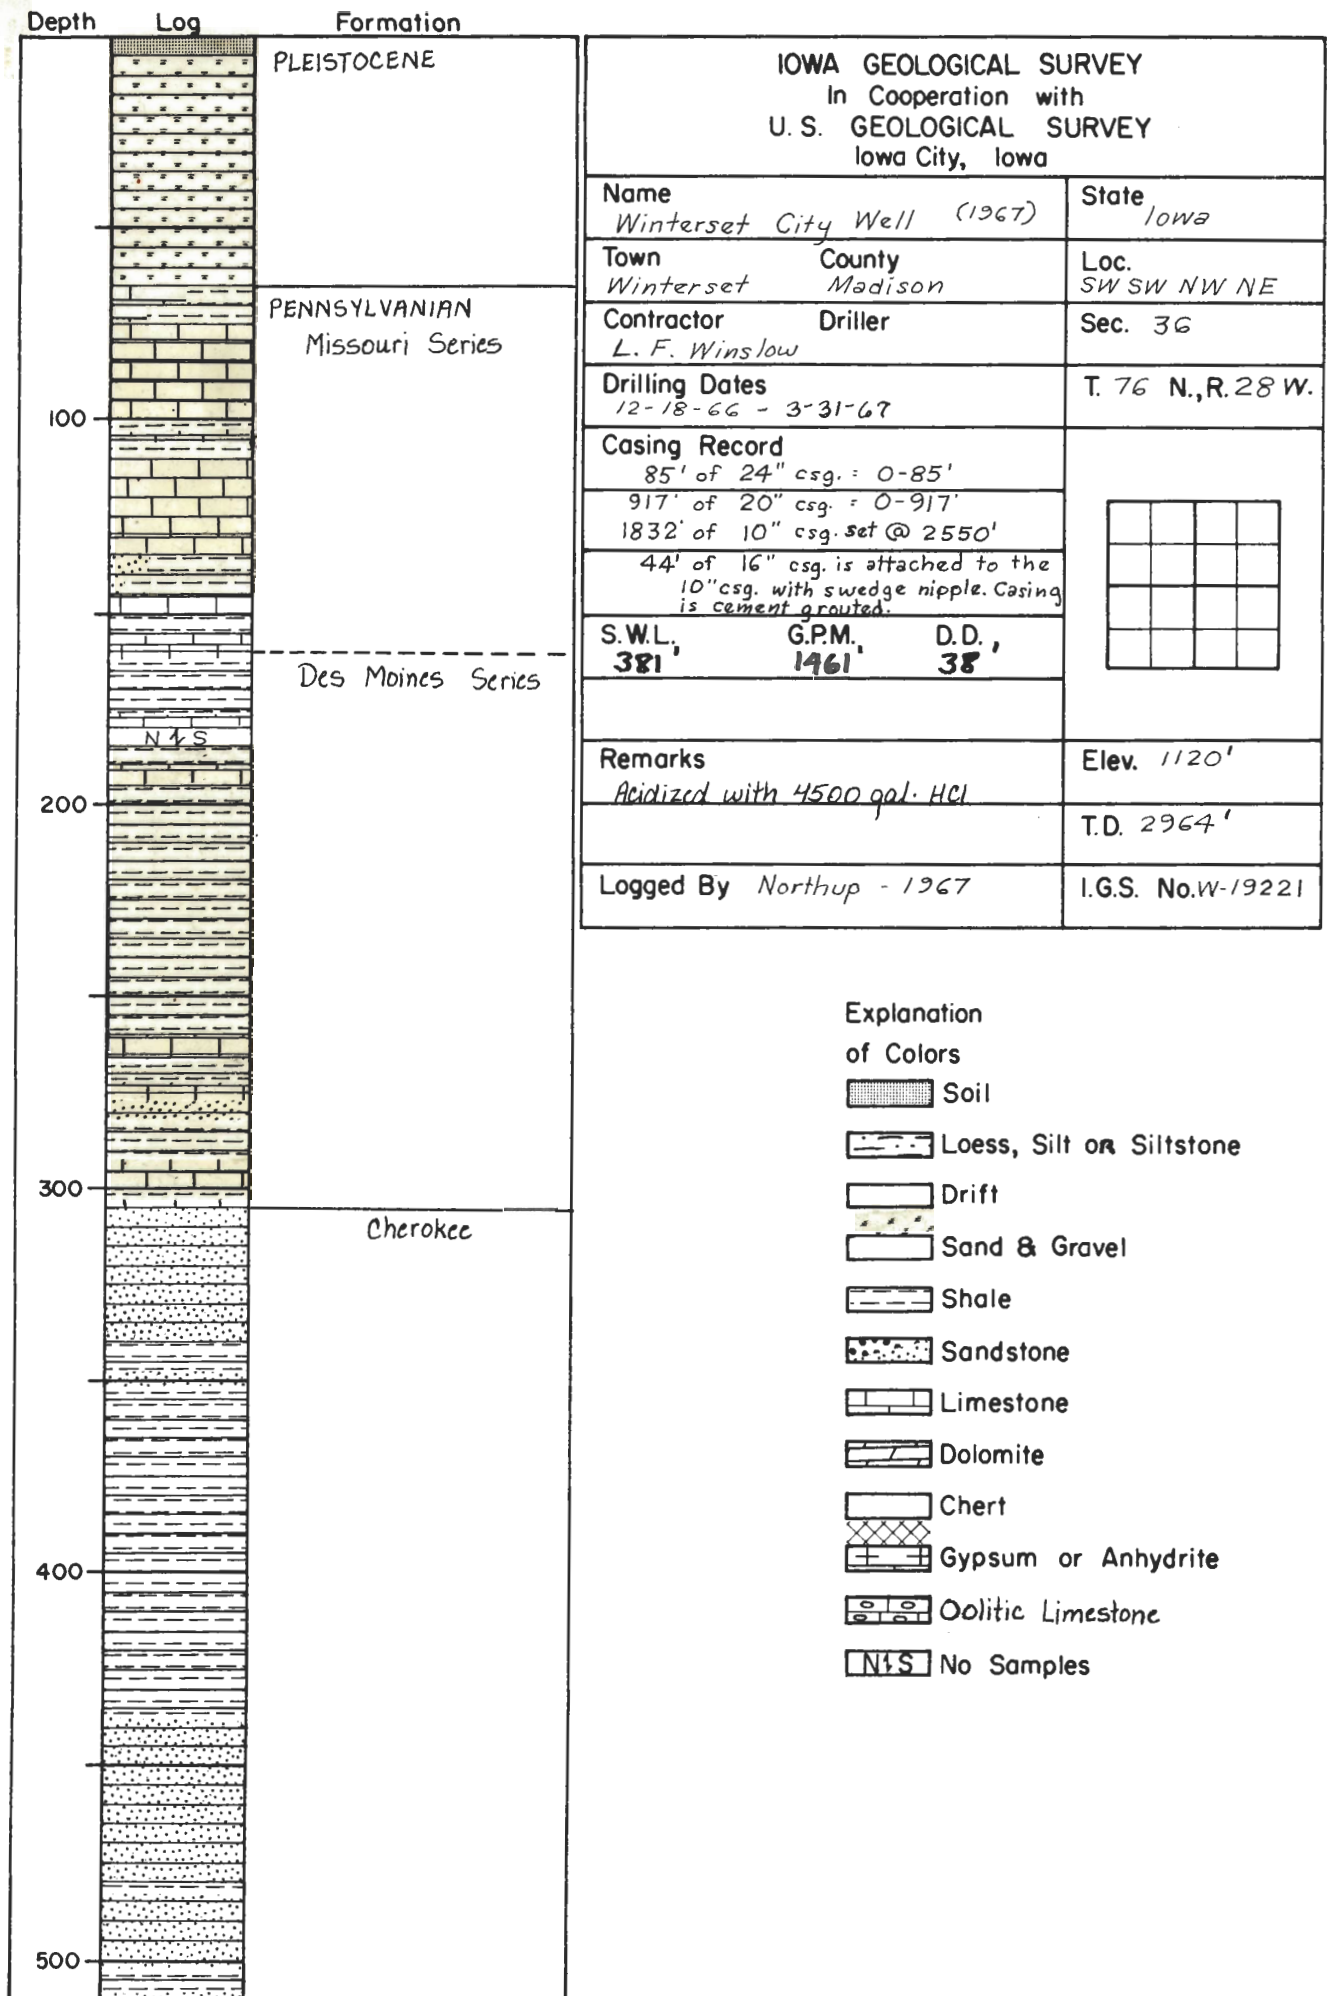 Depth Log Formation
PLEISTOCENE
PENNSYLVANIAN
Missouri Series
100
Des Moines Series
N S
200
300
Cherokee
400
500
IOWA GEOLOGICAL SURVEY
In Cooperation with
U. S. GEOLOGICAL SURVEY
Iowa City, Iowa
Name
Winterset City Well (1967)
State
Iowa
Town County
Winterset Madison
Loc.
SW SW NW NE
Contractor Driller
L. F. Winslow
Sec. 36
Drilling Dates
12-18-66 - 3-31-67
T. 76 N., R. 28 W.
Casing Record
85' of 24" csg. : 0-85'
917' of 20" csg. : 0-917'
1832' of 10" csg. set @ 2550'
44' of 16" csg. is attached to the
10" csg. with swedge nipple. Casing
is cement grouted.
S.W.L. G.P.M. D.D.
381' 1461' 38'
Remarks
Acidized with 4500 gal. HCl
Elev. 1120'
T.D. 2964'
Logged By Northup - 1967
I.G.S. No. W-19221
Explanation
of Colors
Soil
Loess, Silt or Siltstone
Drift
Sand & Gravel
Shale
Sandstone
Limestone
Dolomite
Chert
Gypsum or Anhydrite
Oolitic Limestone
N S No Samples